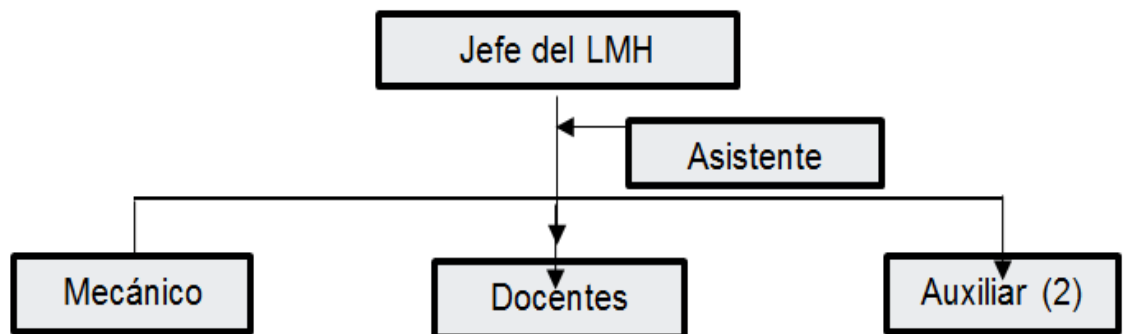 Jefe del LMH
Asistente
Mecánico
Docentes
Auxiliar (2)